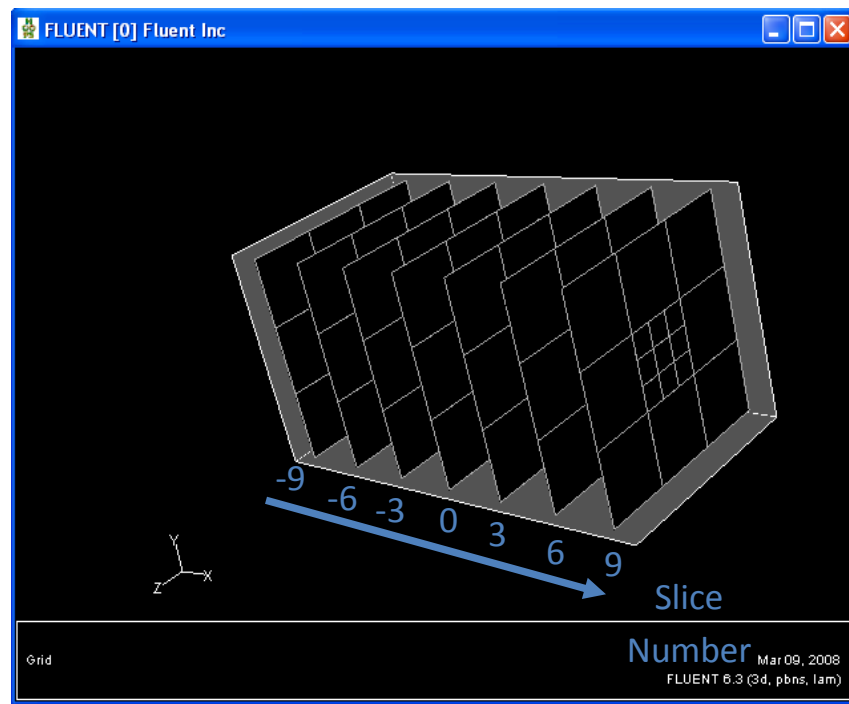 FLUENT [0] Fluent Inc
-9
-6
-3
0
3
6
9
Slice
Number
Y
Z
X
Grid
Mar 09, 2008
FLUENT 6.3 (3d, pbns, lam)